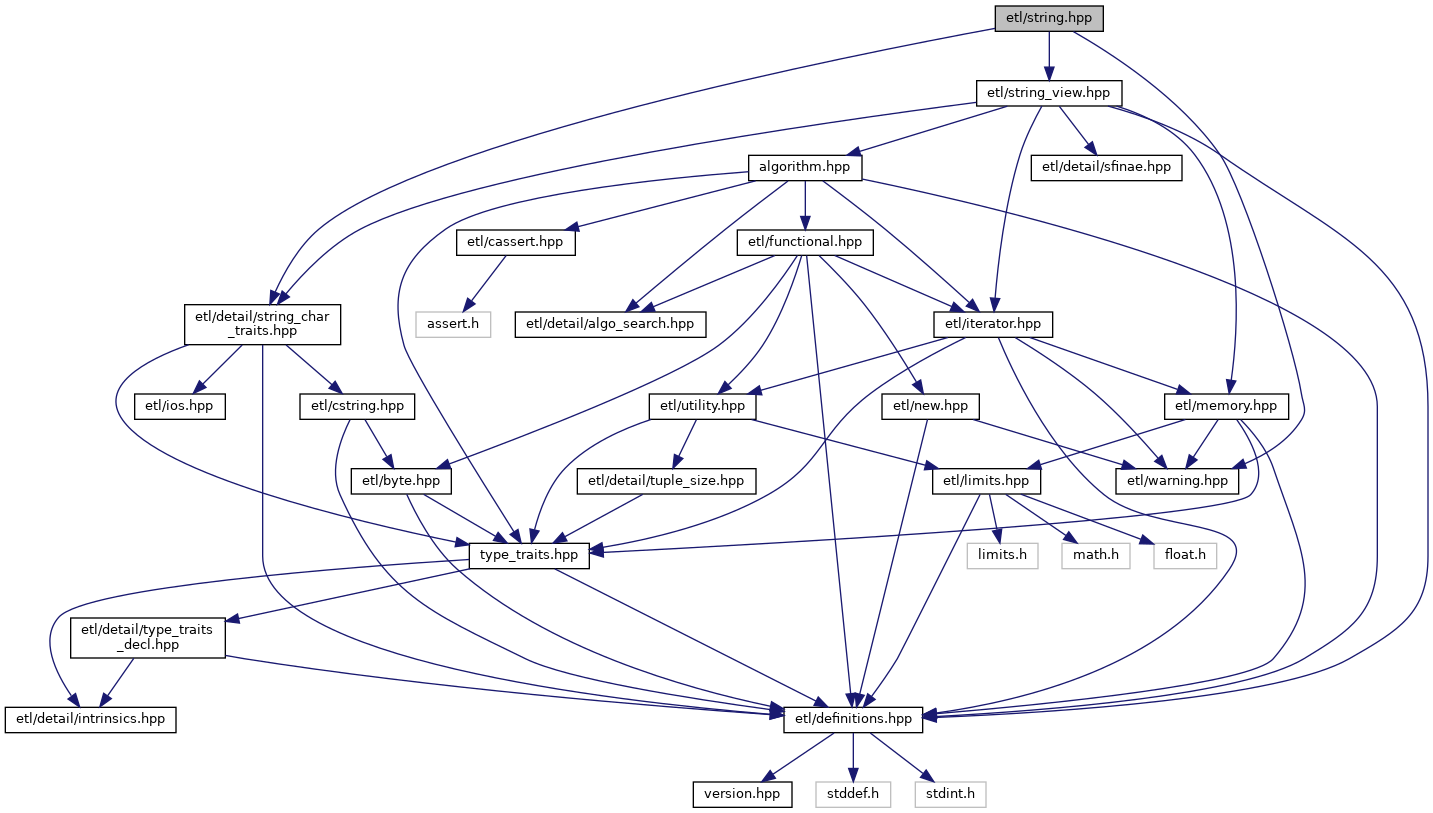 etl/string.hpp
etl/string_view.hpp
algorithm.hpp
etl/detail/sfinae.hpp
etl/cassert.hpp
etl/functional.hpp
etl/detail/string_char
_traits.hpp
assert.h
etl/detail/algo_search.hpp
etl/iterator.hpp
etl/ios.hpp
etl/cstring.hpp
etl/utility.hpp
etl/new.hpp
etl/memory.hpp
etl/byte.hpp
etl/detail/tuple_size.hpp
etl/limits.hpp
etl/warning.hpp
type_traits.hpp
limits.h
math.h
float.h
etl/detail/type_traits
_decl.hpp
etl/detail/intrinsics.hpp
etl/definitions.hpp
version.hpp
stddef.h
stdint.h